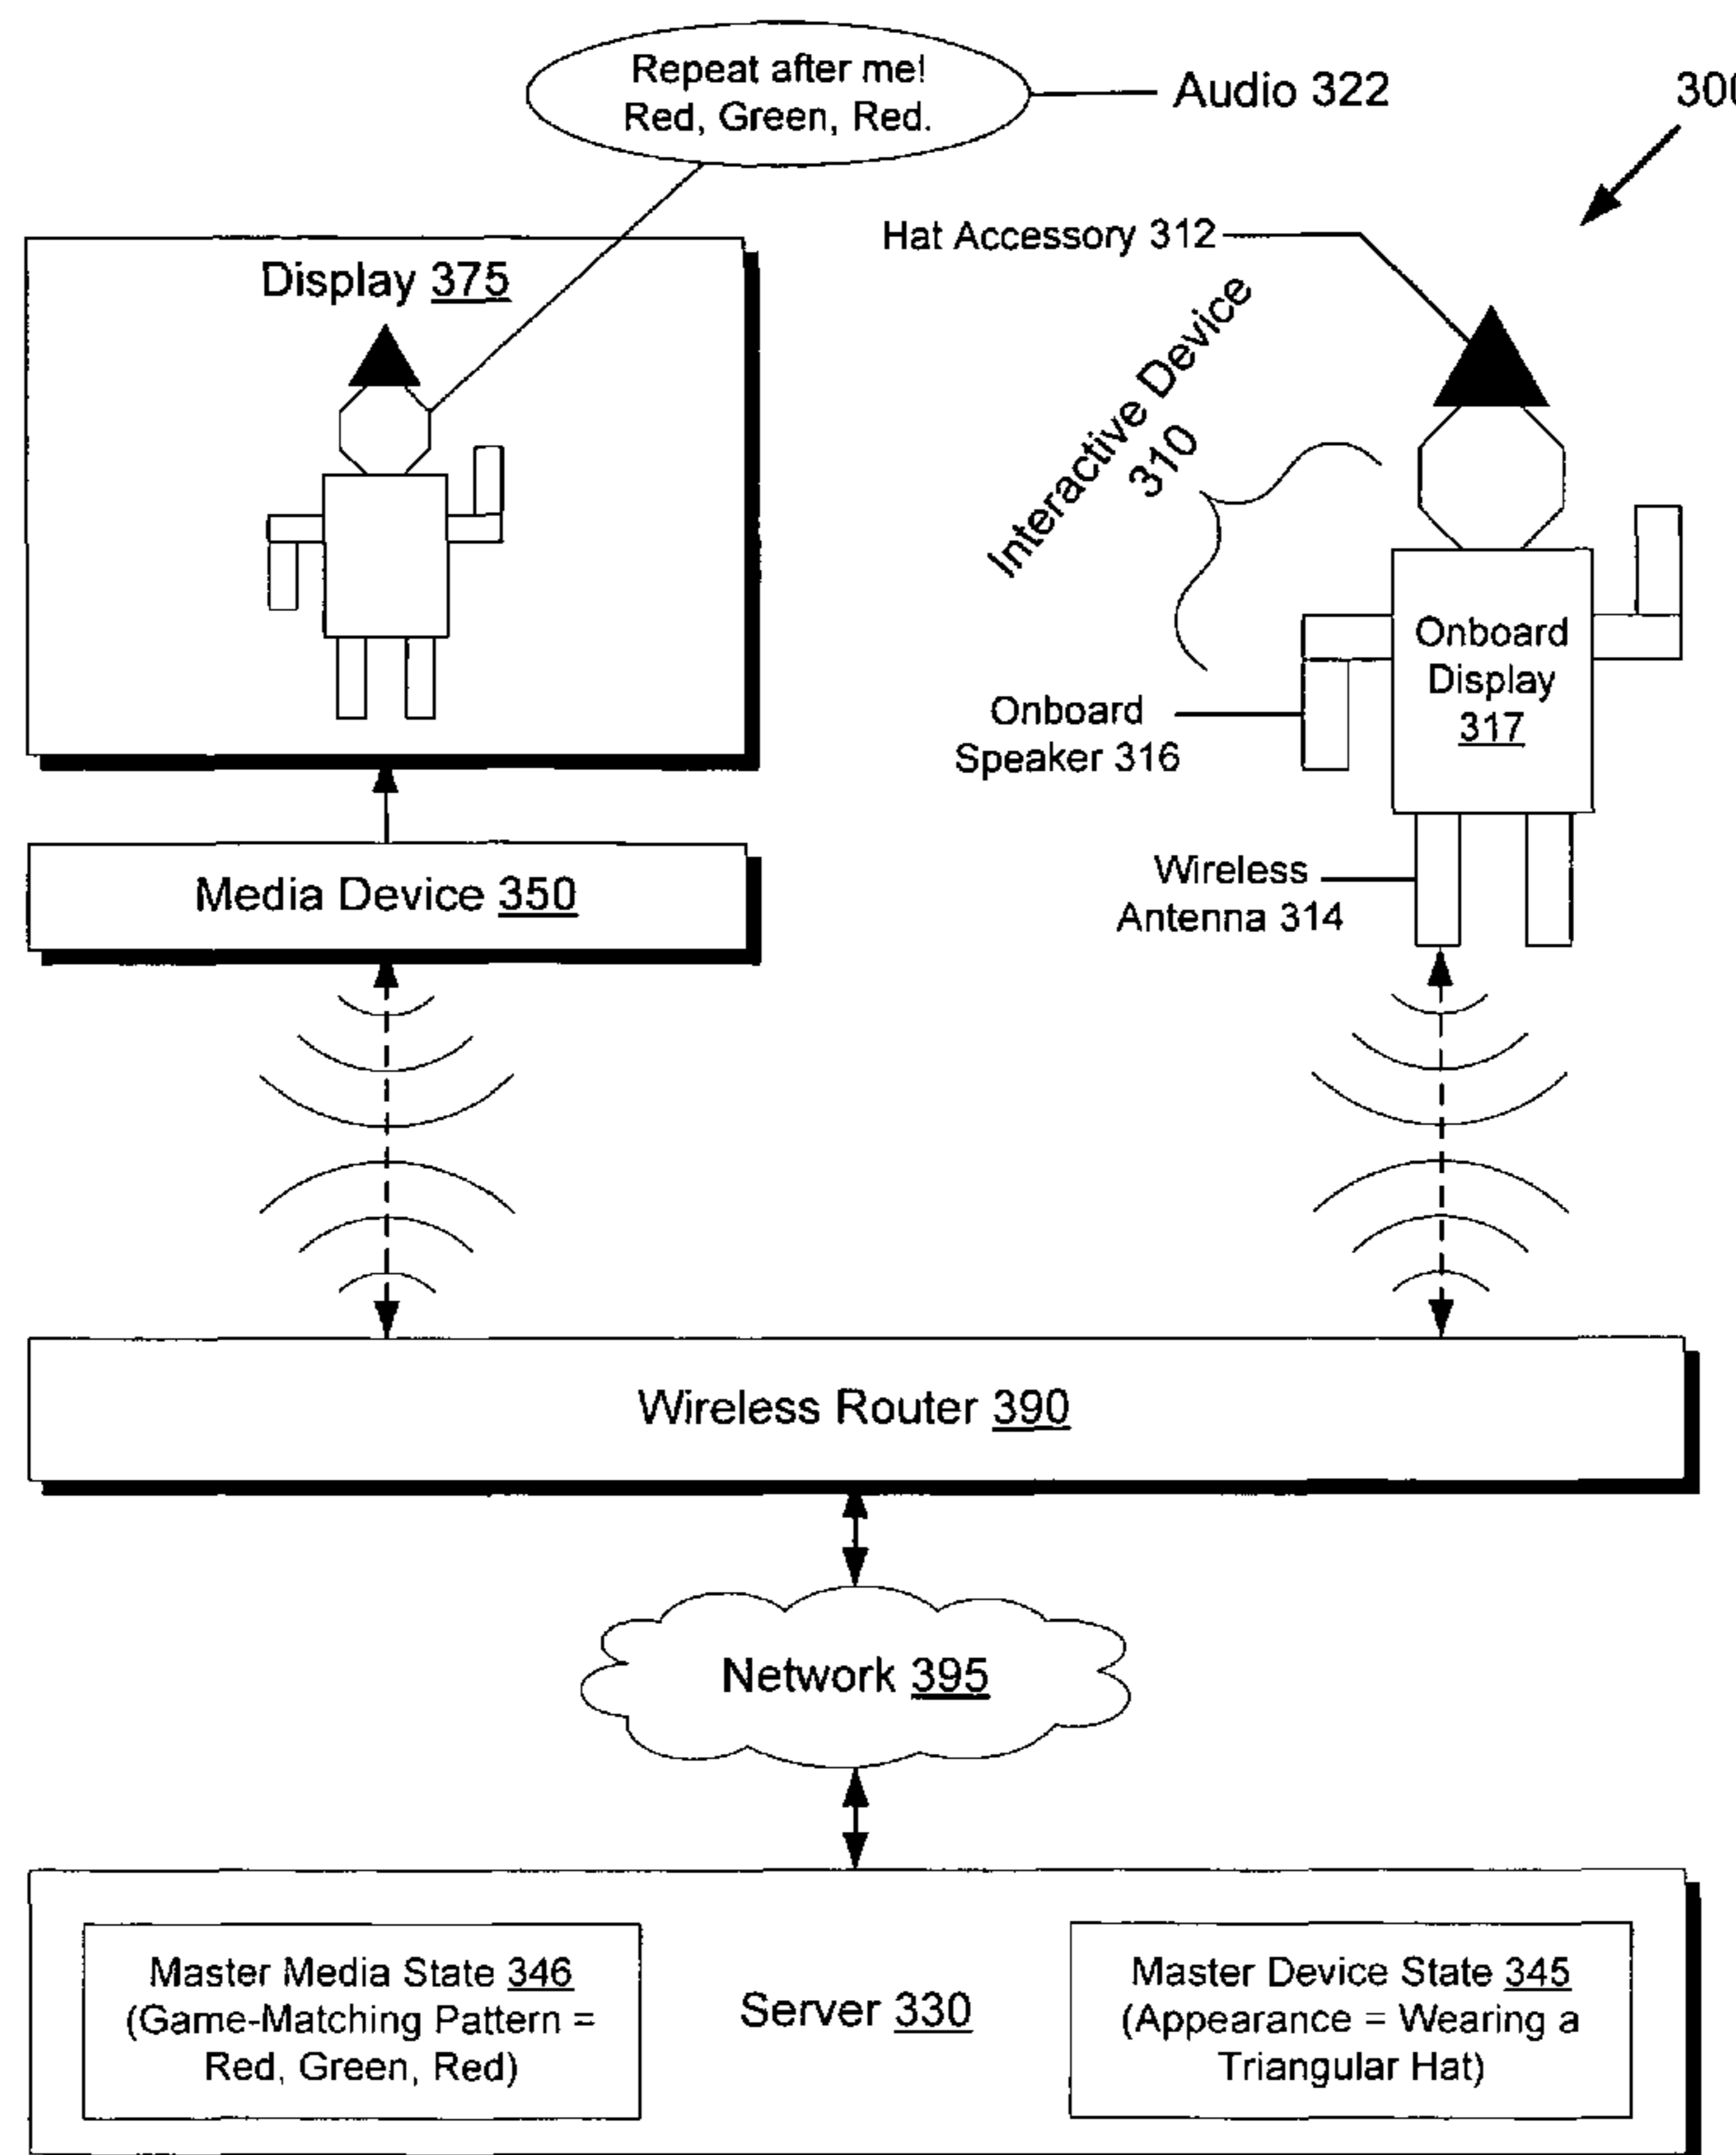 Repeat after me!
Red, Green, Red.
Audio 322
300
Display 375
Hat Accessory 312
Interactive Device
310
Onboard
Display
317
Onboard
Speaker 316
Media Device 350
Wireless
Antenna 314
Wireless Router 390
Network 395
Master Media State 346
(Game-Matching Pattern =
Red, Green, Red)
Server 330
Master Device State 345
(Appearance = Wearing a
Triangular Hat)